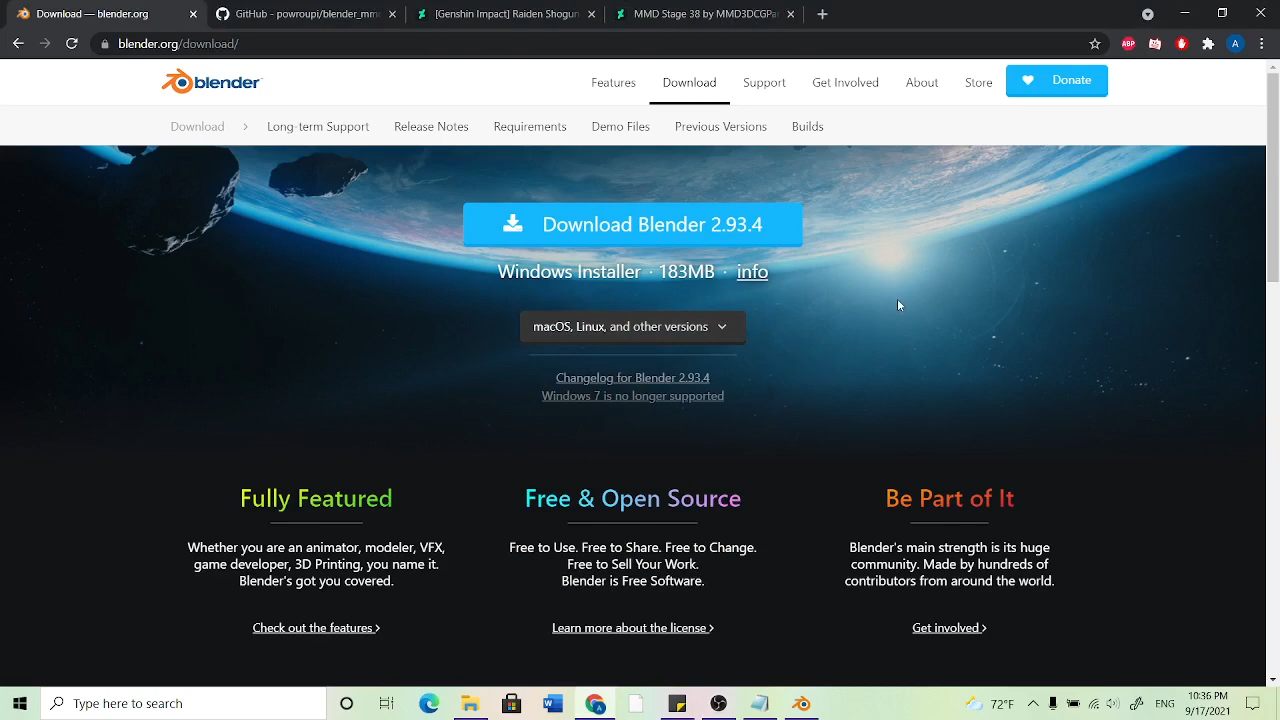 Download — blender.org
GitHub - powroupi/blender_mm
[Genshin Impact] Raiden Shogun
MMD Stage 38 by MMD3DCGPa
blender.org/download/
ABP
A
blender
Features
Download
Support
Get Involved
About
Store
Donate
Download
Long-term Support
Release Notes
Requirements
Demo Files
Previous Versions
Builds
Download Blender 2.93.4
Windows Installer · 183MB · info
macOS, Linux, and other versions
Changelog for Blender 2.93.4
Windows 7 is no longer supported
Fully Featured
Whether you are an animator, modeler, VFX,
game developer, 3D Printing, you name it.
Blender's got you covered.
Check out the features
Free & Open Source
Free to Use. Free to Share. Free to Change.
Free to Sell Your Work.
Blender is Free Software.
Learn more about the license
Be Part of It
Blender's main strength is its huge
community. Made by hundreds of
contributors from around the world.
Get involved
Type here to search
72°F
ENG
10:36 PM
9/17/2021